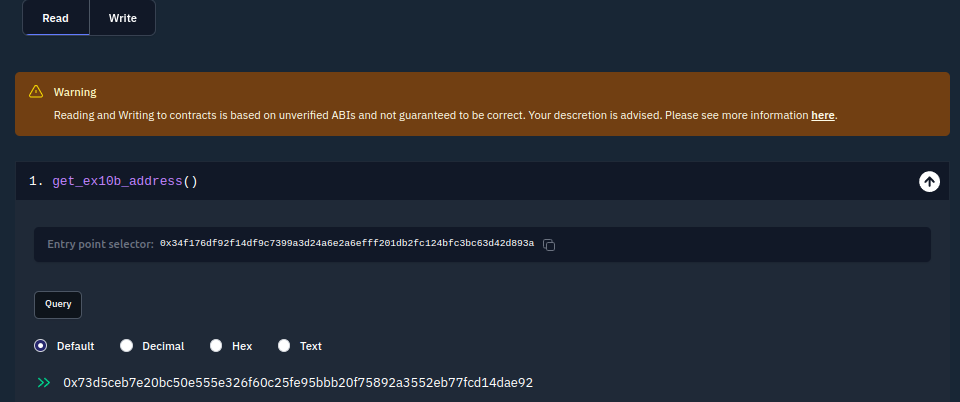 Read Write
Warning
Reading and Writing to contracts is based on unverified ABIs and not guaranteed to be correct. Your descretion is advised. Please see more information here.
1. get_ex10b_address()
Entry point selector: 0x34f176df92f14df9c7399a3d24a6e2a6efff201db2fc124bfc3bc63d42d893a
Query
Default Decimal Hex Text
0x73d5ceb7e20bc50e555e326f60c25fe95bbb20f75892a3552eb77fcd14dae92